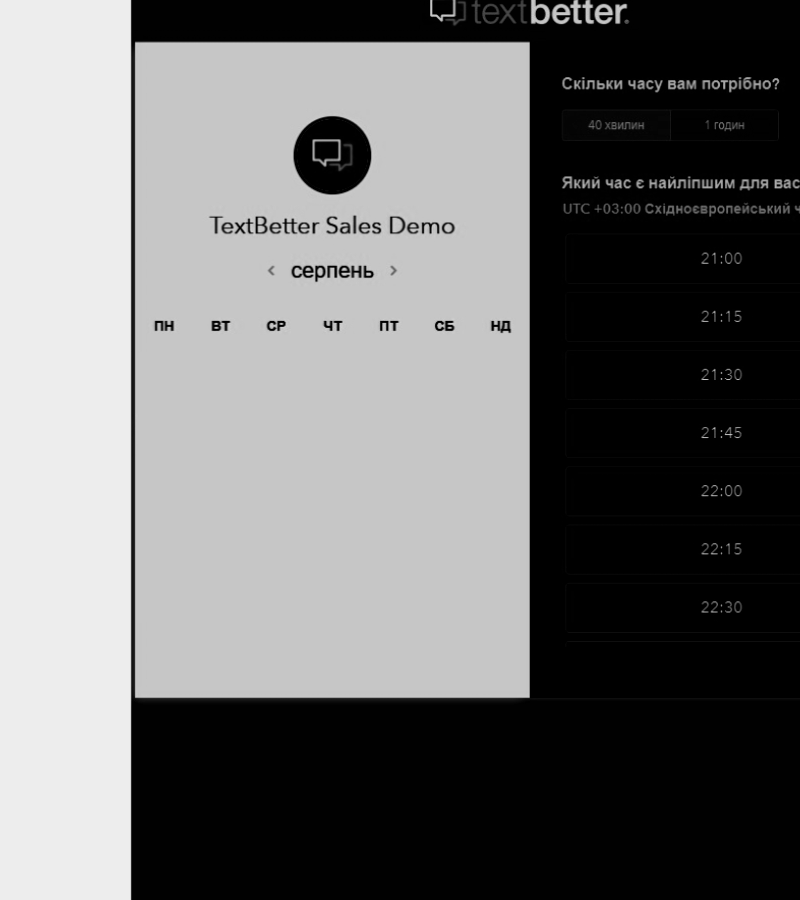 textbetter.
TextBetter Sales Demo
‹ серпень ›
ПН ВТ СР ЧТ ПТ СБ НД
Скільки часу вам потрібно?
40 хвилин 1 годин
Який час є найліпшим для вас
UTC +03:00 Східноєвропейський
21:00
21:15
21:30
21:45
22:00
22:15
22:30